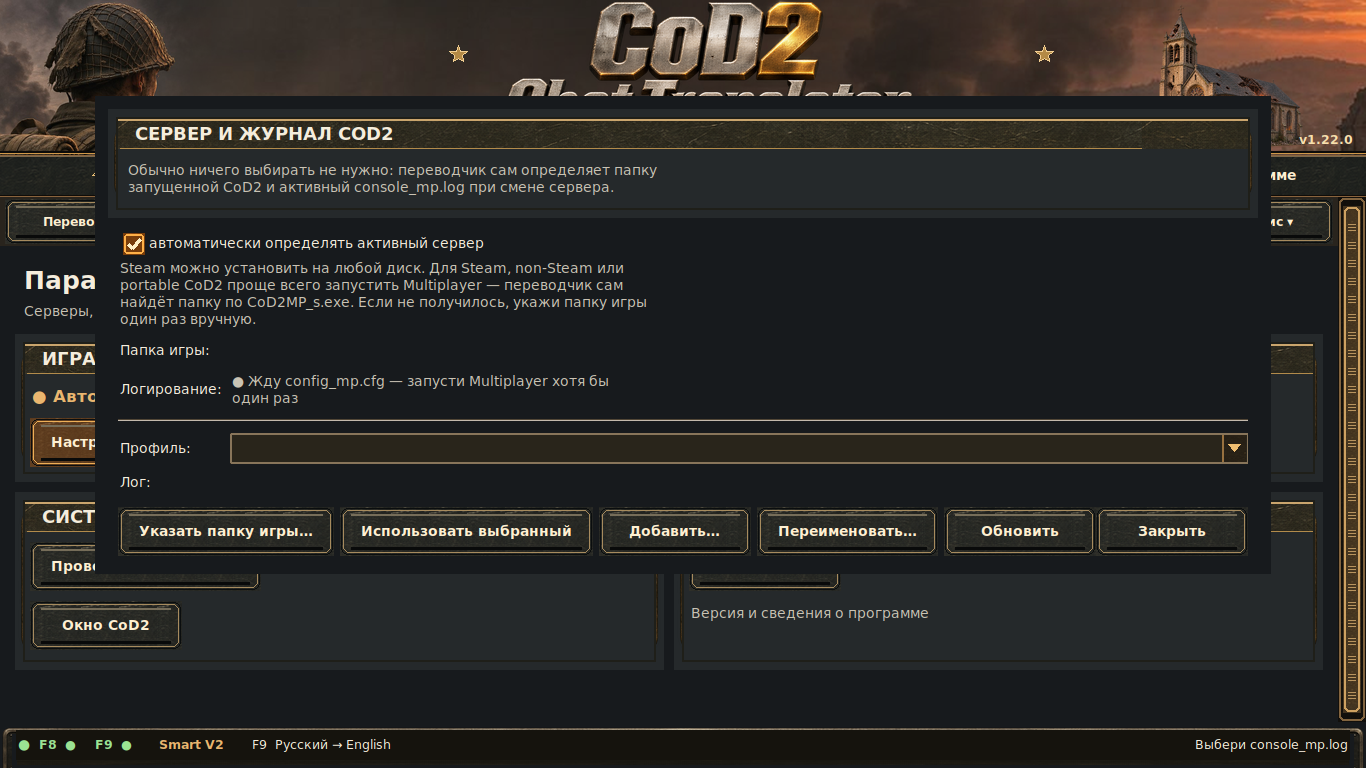 CoD2
Chat Translator
v1.22.0
мме
Перево
ис ▾
СЕРВЕР И ЖУРНАЛ COD2
Обычно ничего выбирать не нужно: переводчик сам определяет папку
запущенной CoD2 и активный console_mp.log при смене сервера.
автоматически определять активный сервер
Steam можно установить на любой диск. Для Steam, non-Steam или
portable CoD2 проще всего запустить Multiplayer — переводчик сам
найдёт папку по CoD2MP_s.exe. Если не получилось, укажи папку игры
один раз вручную.
Папка игры:
Логирование: ● Жду config_mp.cfg — запусти Multiplayer хотя бы
один раз
Профиль:
Лог:
Указать папку игры… Использовать выбранный Добавить… Переименовать… Обновить Закрыть
Пара
Серверы,
ИГРА
● Авто
Настр
СИСТ
Прове
Окно CoD2
Версия и сведения о программе
● F8 ● F9 ● Smart V2 F9 Русский → English Выбери console_mp.log